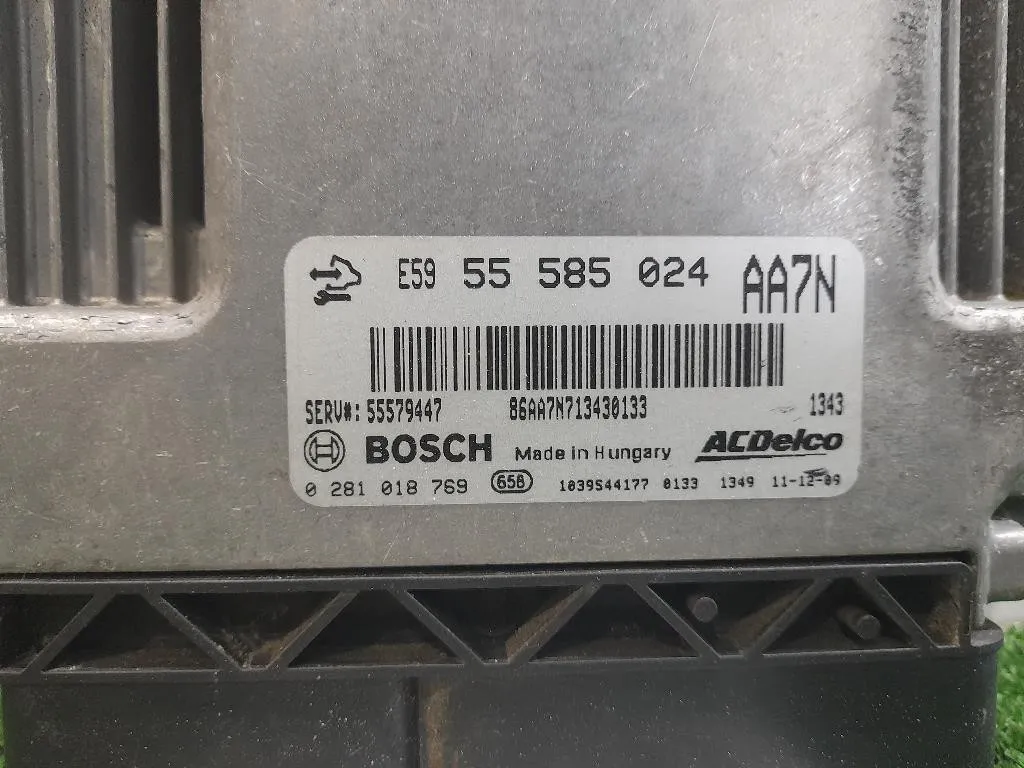 E59 55 585 024 AA7N
SERV#: 55579447 86AA7N713430133 1343
BOSCH Made in Hungary ACDelco
0 281 018 769 658 1039S44177 0133 1349 11-12-09